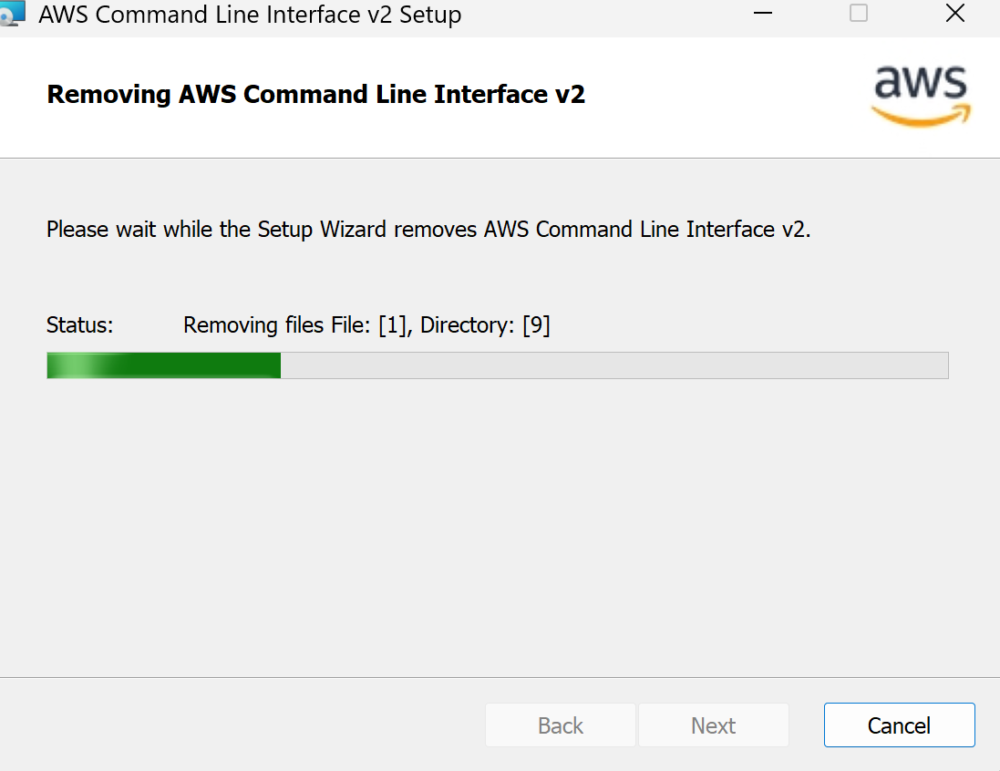 AWS Command Line Interface v2 Setup
Removing AWS Command Line Interface v2
aws
Please wait while the Setup Wizard removes AWS Command Line Interface v2.
Status: Removing files File: [1], Directory: [9]
Back Next Cancel